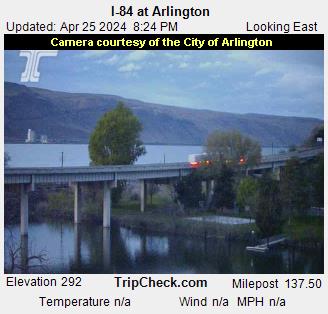 I-84 at Arlington
Updated: Apr 25 2024 8:24 PM Looking East
Camera courtesy of the City of Arlington
Elevation 292 TripCheck.com Milepost 137.50
Temperature n/a Wind n/a MPH n/a